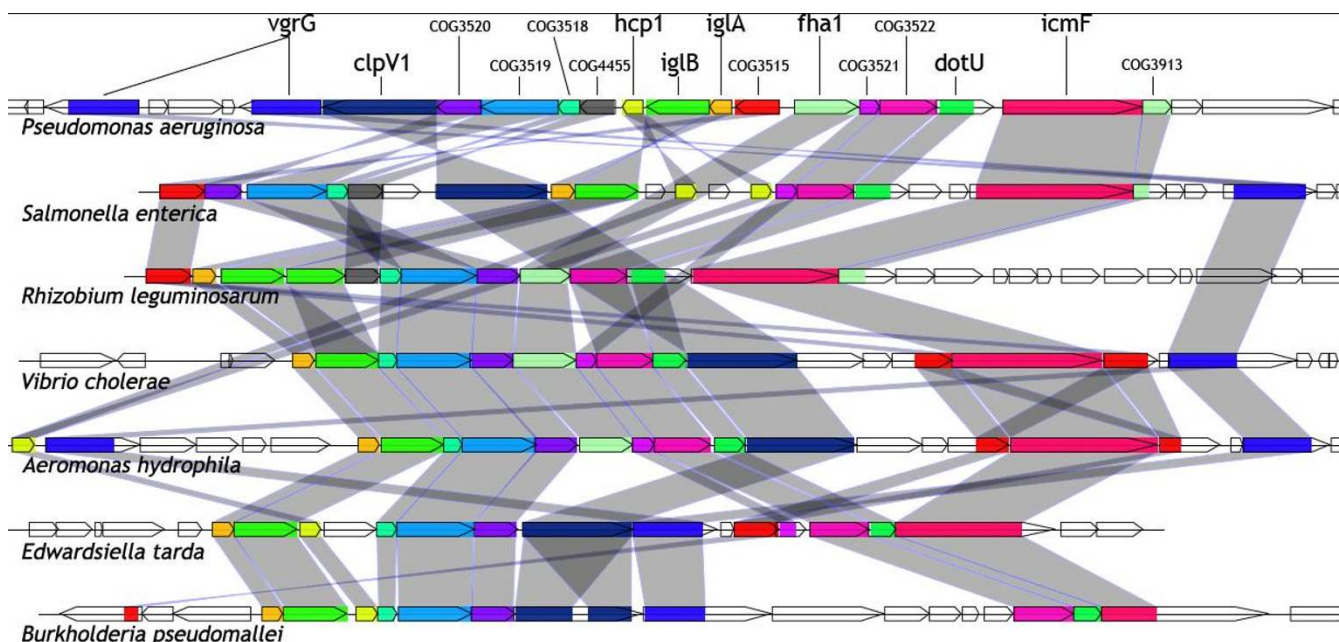 vgrG COG3520 COG3518 hcp1 iglA fha1 COG3522 icmF
clpV1 COG3519 COG4455 iglB COG3515 COG3521 dotU COG3913
Pseudomonas aeruginosa
Salmonella enterica
Rhizobium leguminosarum
Vibrio cholerae
Aeromonas hydrophila
Edwardsiella tarda
Burkholderia pseudomallei